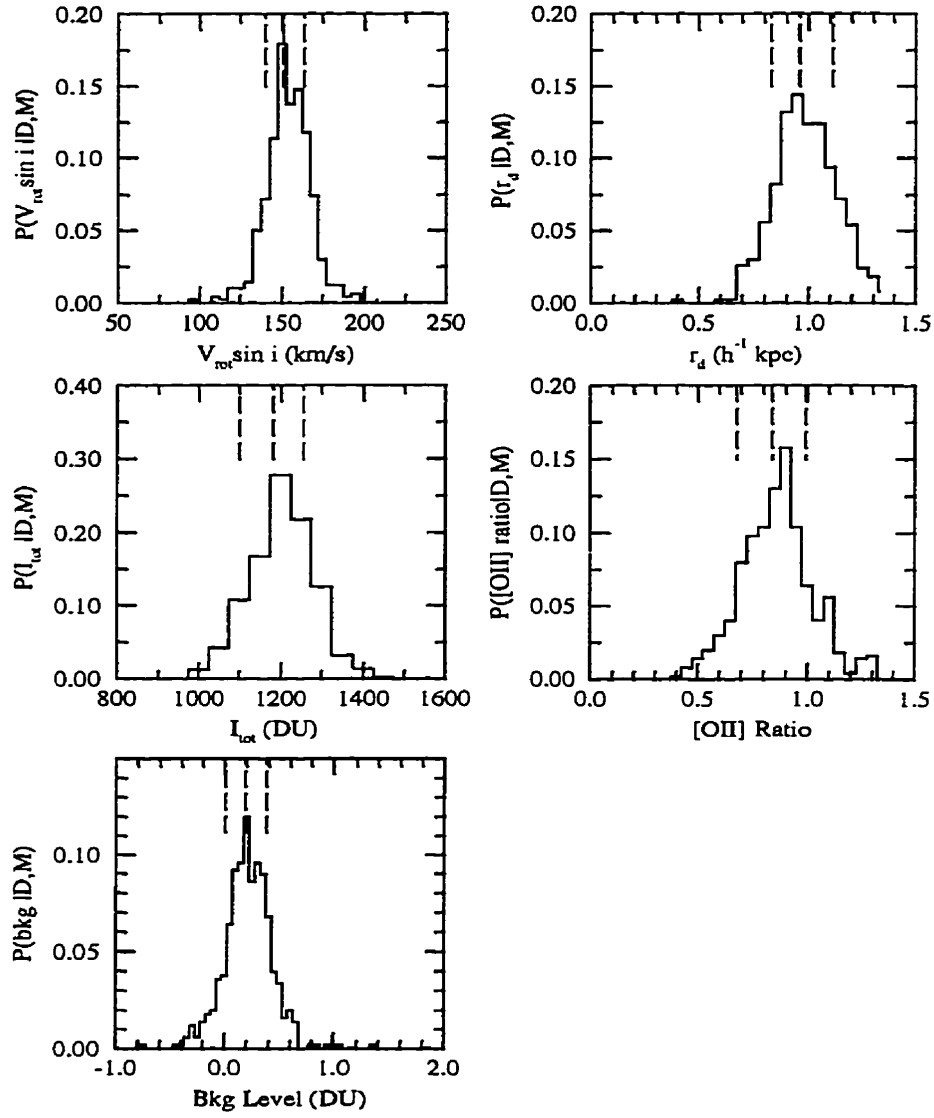 0.20
0.15
0.10
0.05
0.00
P(V_rot sin i |D,M)
50 100 150 200 250
V_rot sin i (km/s)
0.20
0.15
0.10
0.05
0.00
P(r_d |D,M)
0.0 0.5 1.0 1.5
r_d (h⁻¹ kpc)
0.40
0.30
0.20
0.10
0.00
P(I_tot |D,M)
800 1000 1200 1400 1600
I_tot (DU)
0.20
0.15
0.10
0.05
0.00
P([OII] ratio|D,M)
0.0 0.5 1.0 1.5
[OII] Ratio
0.10
0.05
0.00
P(bkg |D,M)
-1.0 0.0 1.0 2.0
Bkg Level (DU)